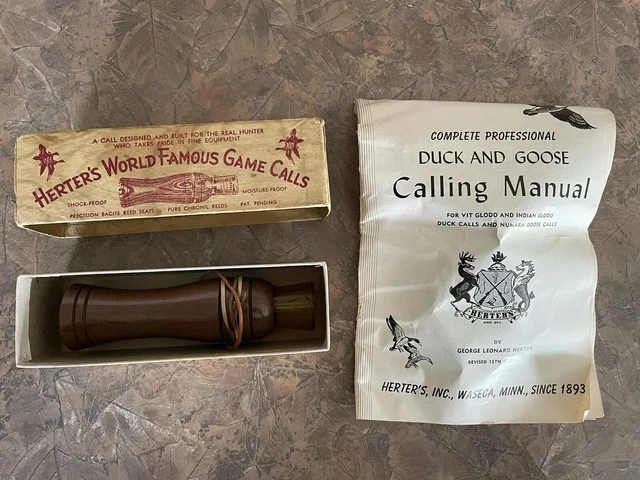 A CALL DESIGNED AND BUILT FOR THE REAL HUNTER
WHO TAKES PRIDE IN FINE EQUIPMENT
HERTER'S WORLD FAMOUS GAME CALLS
SHOCK-PROOF
MOISTURE-PROOF
PRECISION BAGITE REED SEATS - PURE CHRONIL REEDS - PAT. PENDING
COMPLETE PROFESSIONAL
DUCK AND GOOSE
Calling Manual
FOR VIT GLODO AND INDIAN GLODO
DUCK CALLS AND NUMARA GOOSE CALLS
HERTER'S
BY
GEORGE LEONARD HERTER
REVISED 15TH
HERTER'S, INC., WASECA, MINN., SINCE 1893